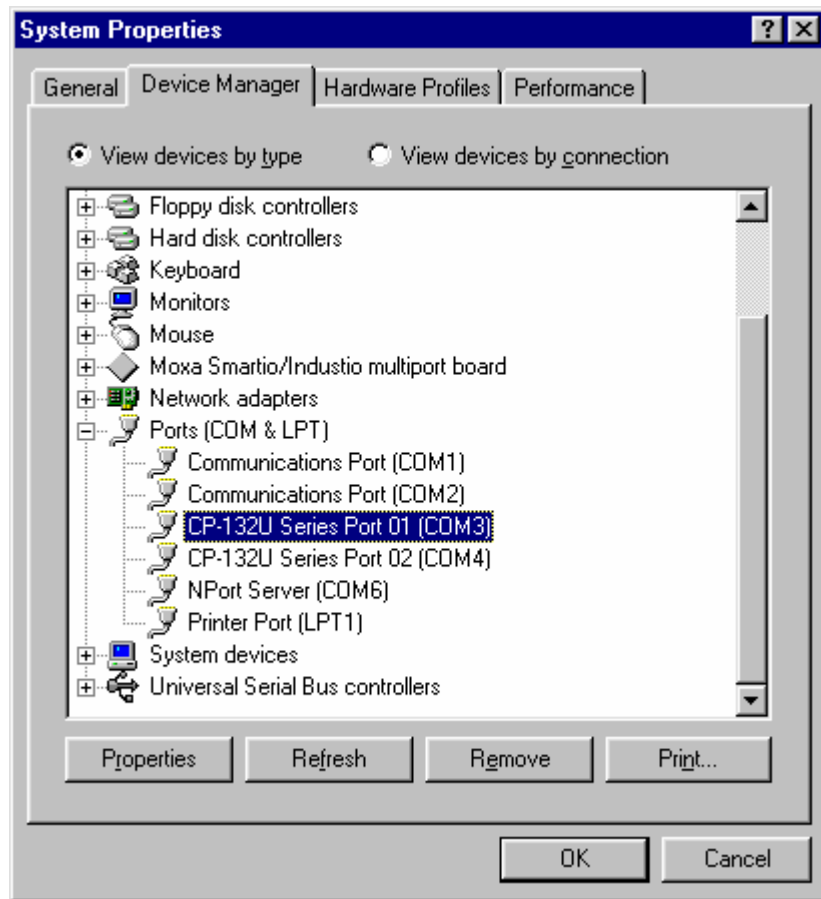 System Properties
General Device Manager Hardware Profiles Performance
View devices by type View devices by connection
Floppy disk controllers
Hard disk controllers
Keyboard
Monitors
Mouse
Moxa Smartio/Industio multiport board
Network adapters
Ports (COM & LPT)
Communications Port (COM1)
Communications Port (COM2)
CP-132U Series Port 01 (COM3)
CP-132U Series Port 02 (COM4)
NPort Server (COM6)
Printer Port (LPT1)
System devices
Universal Serial Bus controllers
Properties Refresh Remove Print...
OK Cancel